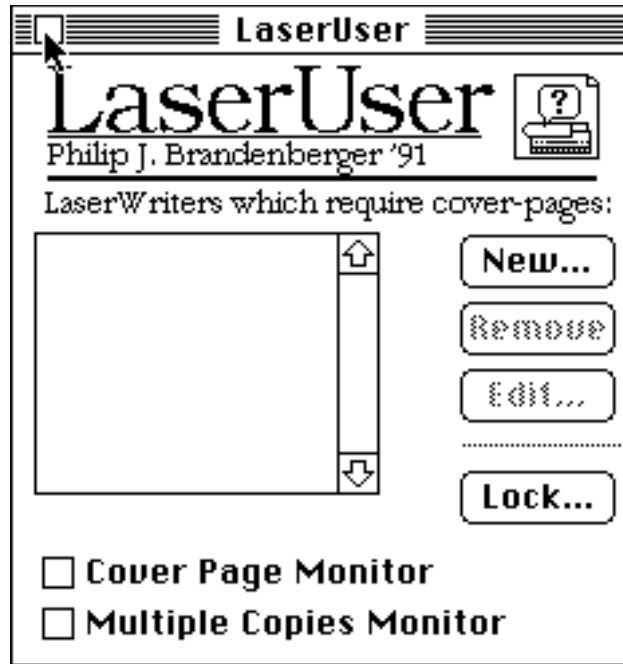 LaserUser
LaserUser
?
Philip J. Brandenberger '91
LaserWriters which require cover-pages:
New...
Remove
Edit...
Lock...
Cover Page Monitor
Multiple Copies Monitor